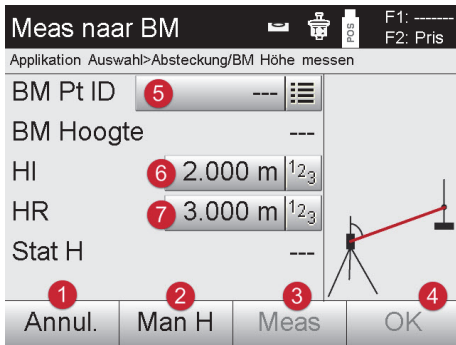 Meas naar BM POS F1: -------
F2: Pris
Applikation Auswahl>Absteckung/BM Höhe messen
BM Pt ID 5 ---
BM Hoogte ---
HI 6 2.000 m 123
HR 7 3.000 m 123
Stat H ---
1 2 3 4
Annul. Man H Meas OK